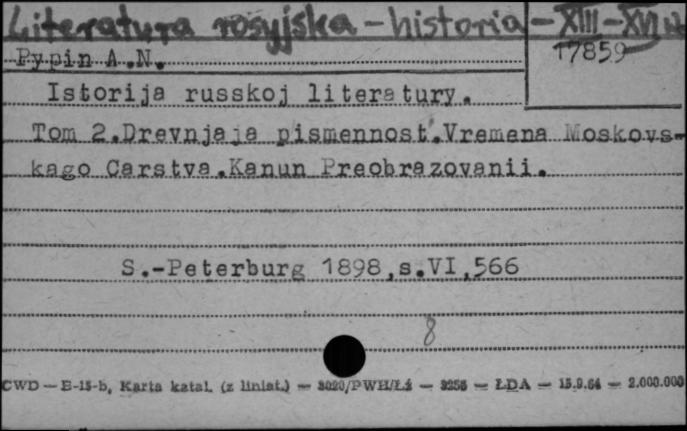 Literatura rosyjska - historia - XIII - XVI w.
17859
Pypin A.N.
Istorija russkoj literatury.
Tom 2.Drevnjaja pismennost'.Vremena Moskovs-
kago Carstva.Kanun Preobrazovanii.
S.-Peterburg 1898,s.VI,566
8
CWD — E-15-b, Karta katal. (z liniat.) — 3020/PWH/Łś — 3256 — ŁDA — 15.9.64 — 2.000.000